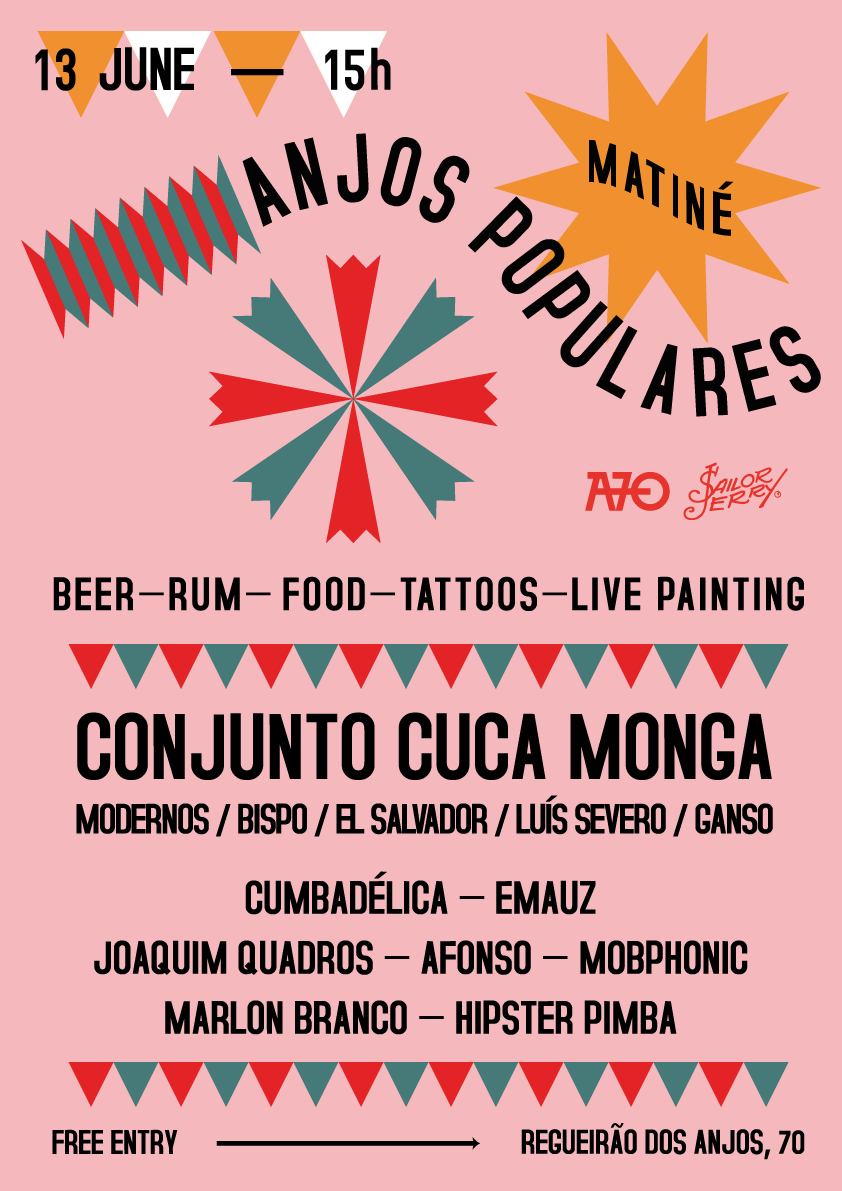 13 JUNE — 15h
MATINÉ
ANJOS POPULARES
A70 SAILOR JERRY®
BEER—RUM— FOOD—TATTOOS—LIVE PAINTING
CONJUNTO CUCA MONGA
MODERNOS / BISPO / EL SALVADOR / LUÍS SEVERO / GANSO
CUMBADÉLICA — EMAUZ
JOAQUIM QUADROS — AFONSO — MOBPHONIC
MARLON BRANCO — HIPSTER PIMBA
FREE ENTRY → REGUEIRÃO DOS ANJOS, 70